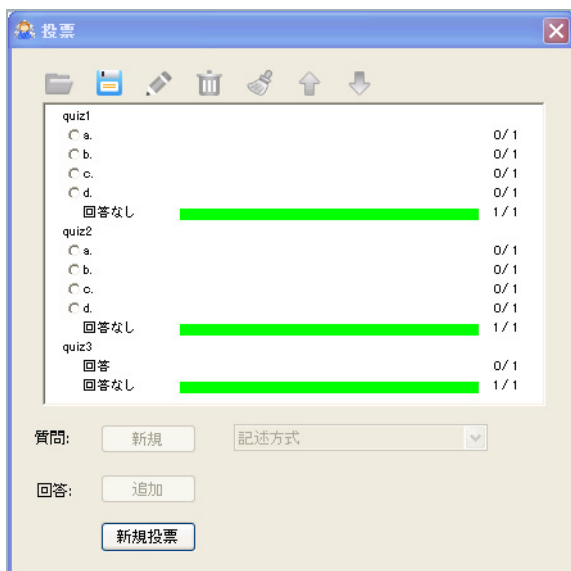 投票
quiz1
a. 0/1
b. 0/1
c. 0/1
d. 0/1
回答なし 1/1
quiz2
a. 0/1
b. 0/1
c. 0/1
d. 0/1
回答なし 1/1
quiz3
回答 0/1
回答なし 1/1
質問: 新規 記述方式
回答: 追加
新規投票